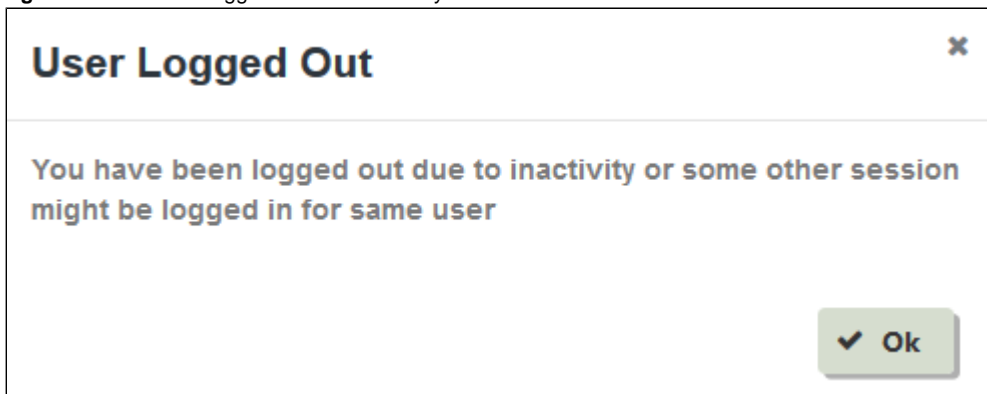 User Logged Out
You have been logged out due to inactivity or some other session
might be logged in for same user
Ok